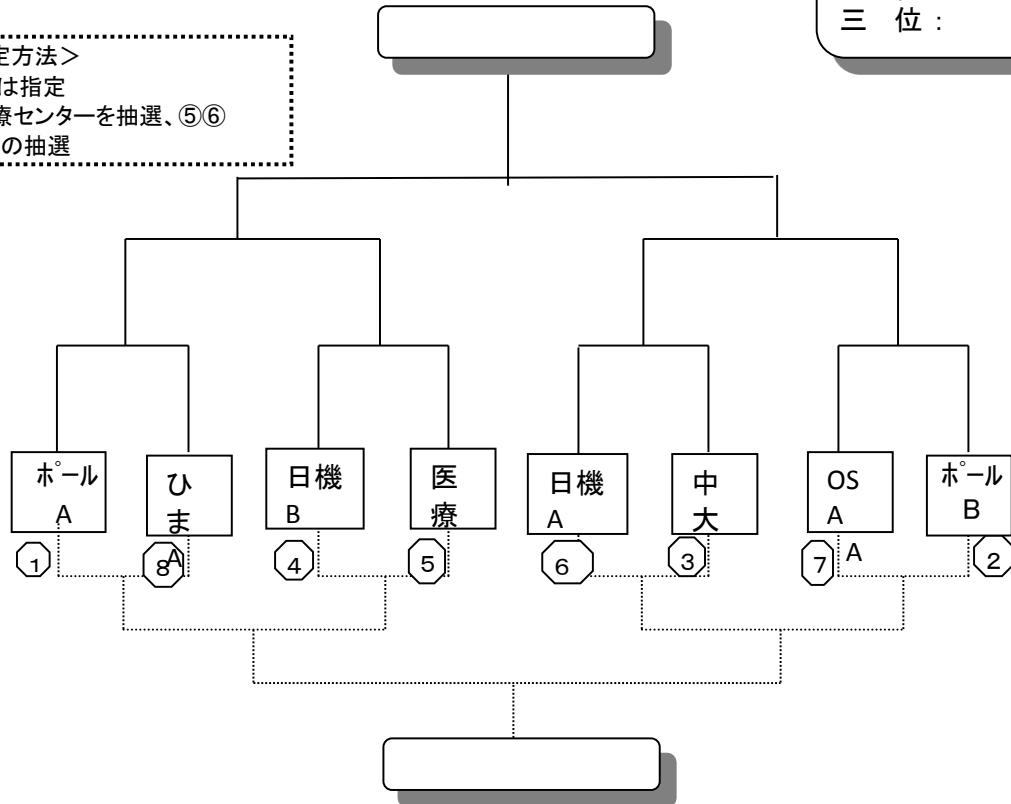 三 位：
定方法＞
は指定
療センターを抽選、⑤⑥
の抽選
ﾎﾟｰﾙ
A
ひ
ま
A
日機
B
医
療
日機
A
中
大
OS
A
A
ﾎﾟｰﾙ
B
1
8
4
5
6
3
7
2